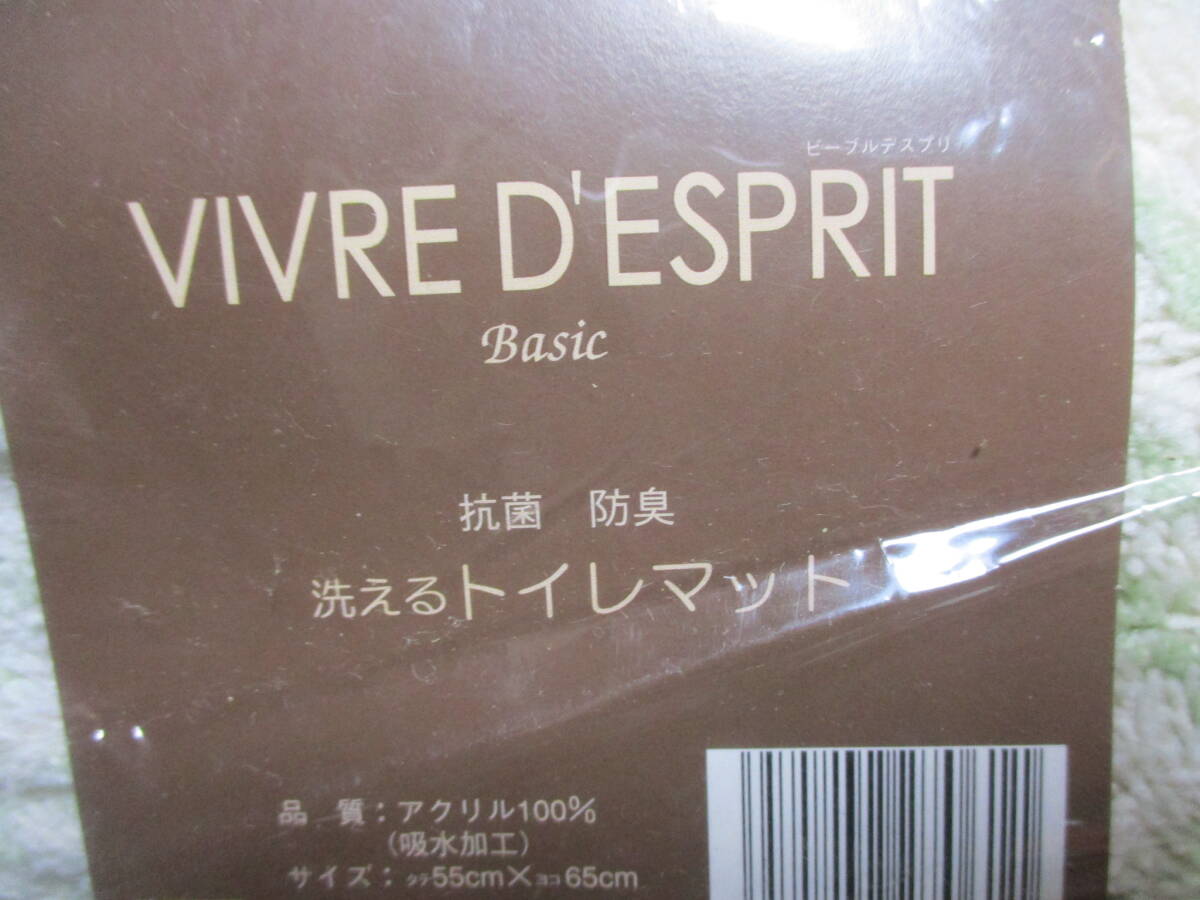 ビーブルデスプリ
VIVRE D'ESPRIT
Basic
抗菌 防臭
洗えるトイレマット
品 質：アクリル100%
(吸水加工)
サイズ：タテ55cm×ヨコ65cm